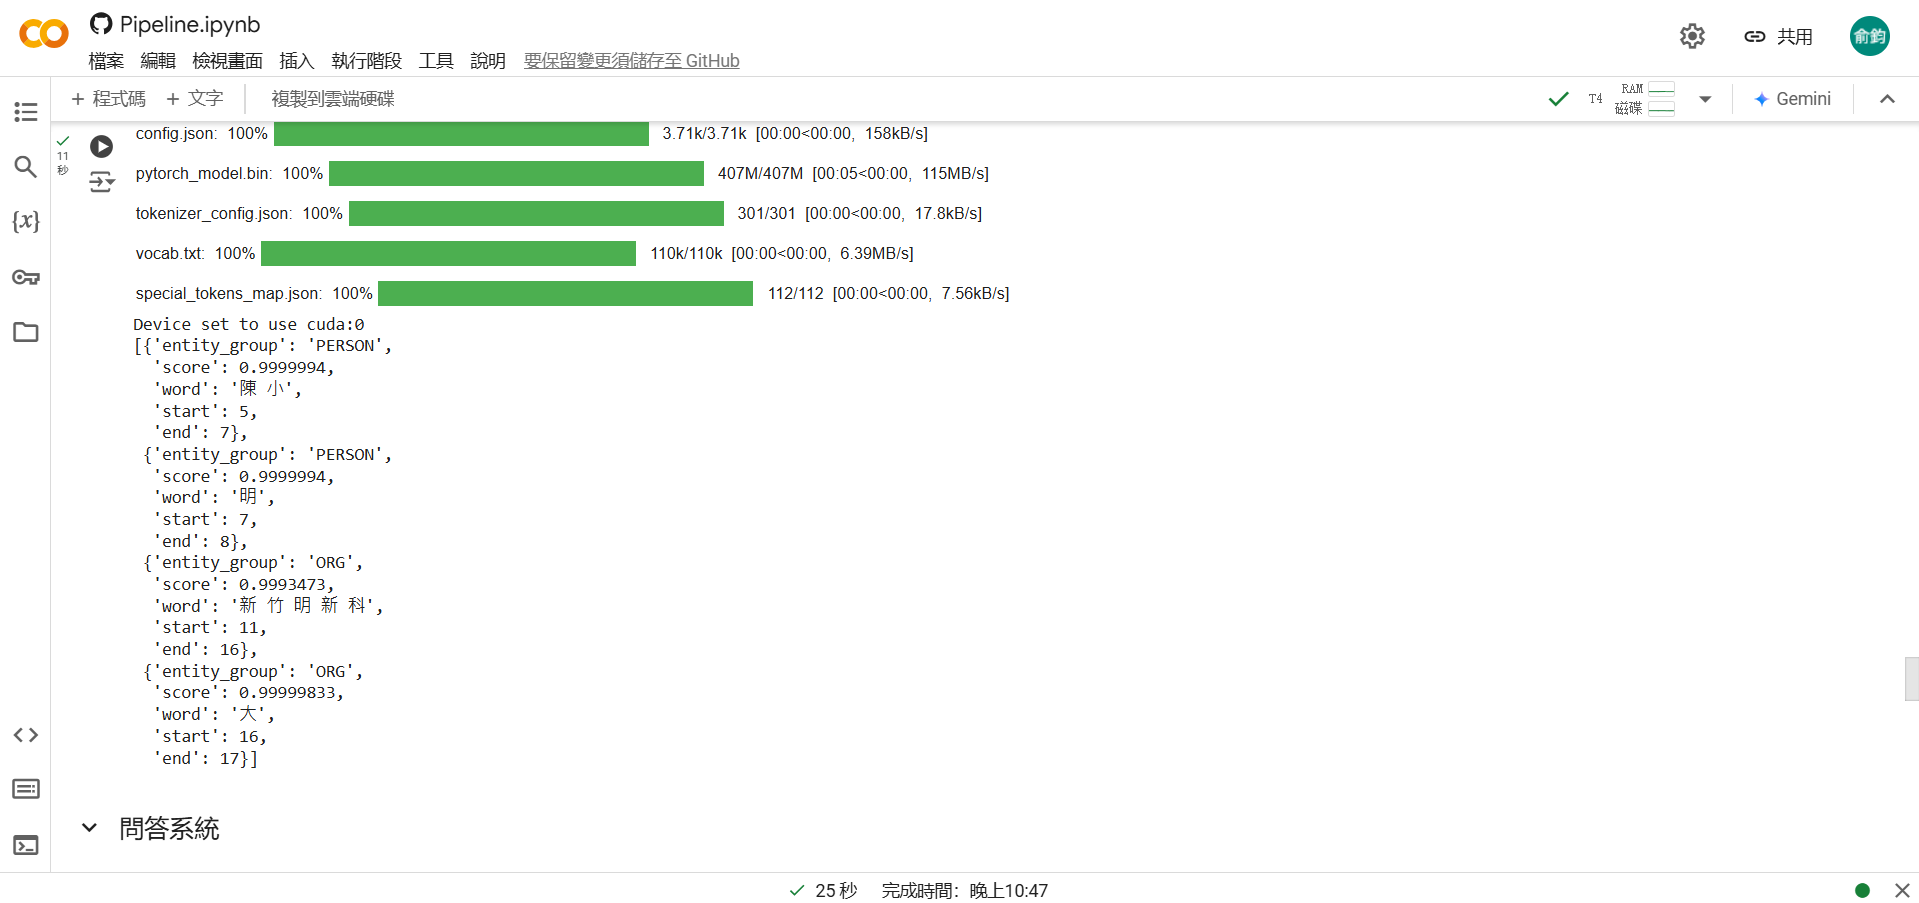 Pipeline.ipynb
檔案 編輯 檢視畫面 插入 執行階段 工具 說明 要保留變更須儲存至 GitHub
共用
俞鈞
+ 程式碼 + 文字 複製到雲端硬碟
T4 RAM 磁碟 Gemini
11 秒
{x}
config.json: 100% 3.71k/3.71k [00:00<00:00, 158kB/s]
pytorch_model.bin: 100% 407M/407M [00:05<00:00, 115MB/s]
tokenizer_config.json: 100% 301/301 [00:00<00:00, 17.8kB/s]
vocab.txt: 100% 110k/110k [00:00<00:00, 6.39MB/s]
special_tokens_map.json: 100% 112/112 [00:00<00:00, 7.56kB/s]
Device set to use cuda:0
[{'entity_group': 'PERSON',
'score': 0.9999994,
'word': '陳 小',
'start': 5,
'end': 7},
{'entity_group': 'PERSON',
'score': 0.9999994,
'word': '明',
'start': 7,
'end': 8},
{'entity_group': 'ORG',
'score': 0.9993473,
'word': '新 竹 明 新 科',
'start': 11,
'end': 16},
{'entity_group': 'ORG',
'score': 0.99999833,
'word': '大',
'start': 16,
'end': 17}]
問答系統
25 秒 完成時間：晚上10:47